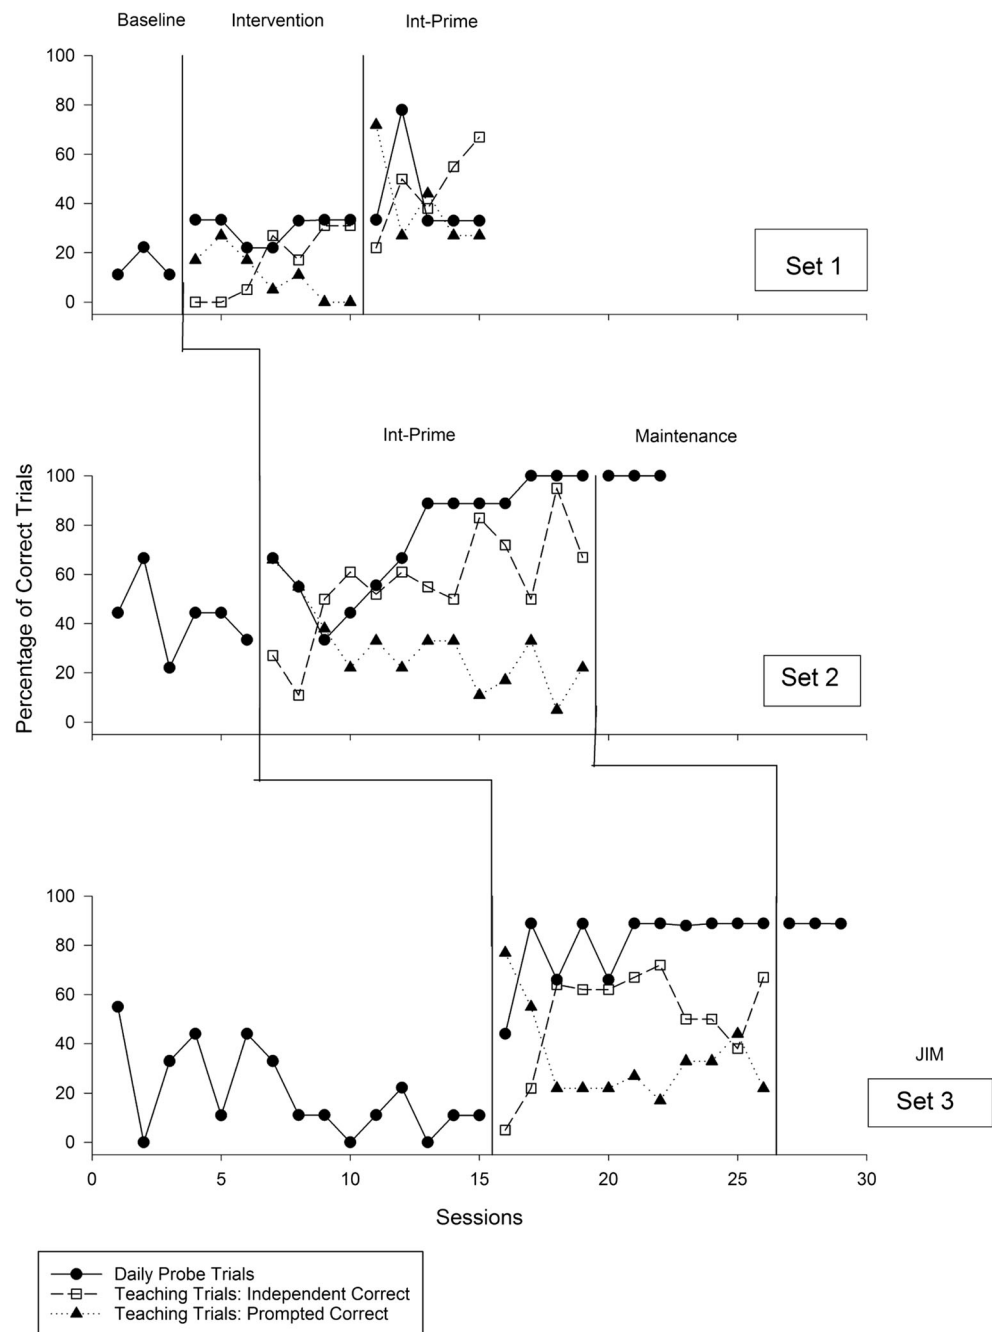 Baseline Intervention Int-Prime
100
80
60
40
20
0
Set 1
Int-Prime Maintenance
Percentage of Correct Trials
100
80
60
40
20
0
Set 2
100
80
60
40
20
0
JIM
Set 3
0 5 10 15 20 25 30
Sessions
Daily Probe Trials
Teaching Trials: Independent Correct
Teaching Trials: Prompted Correct